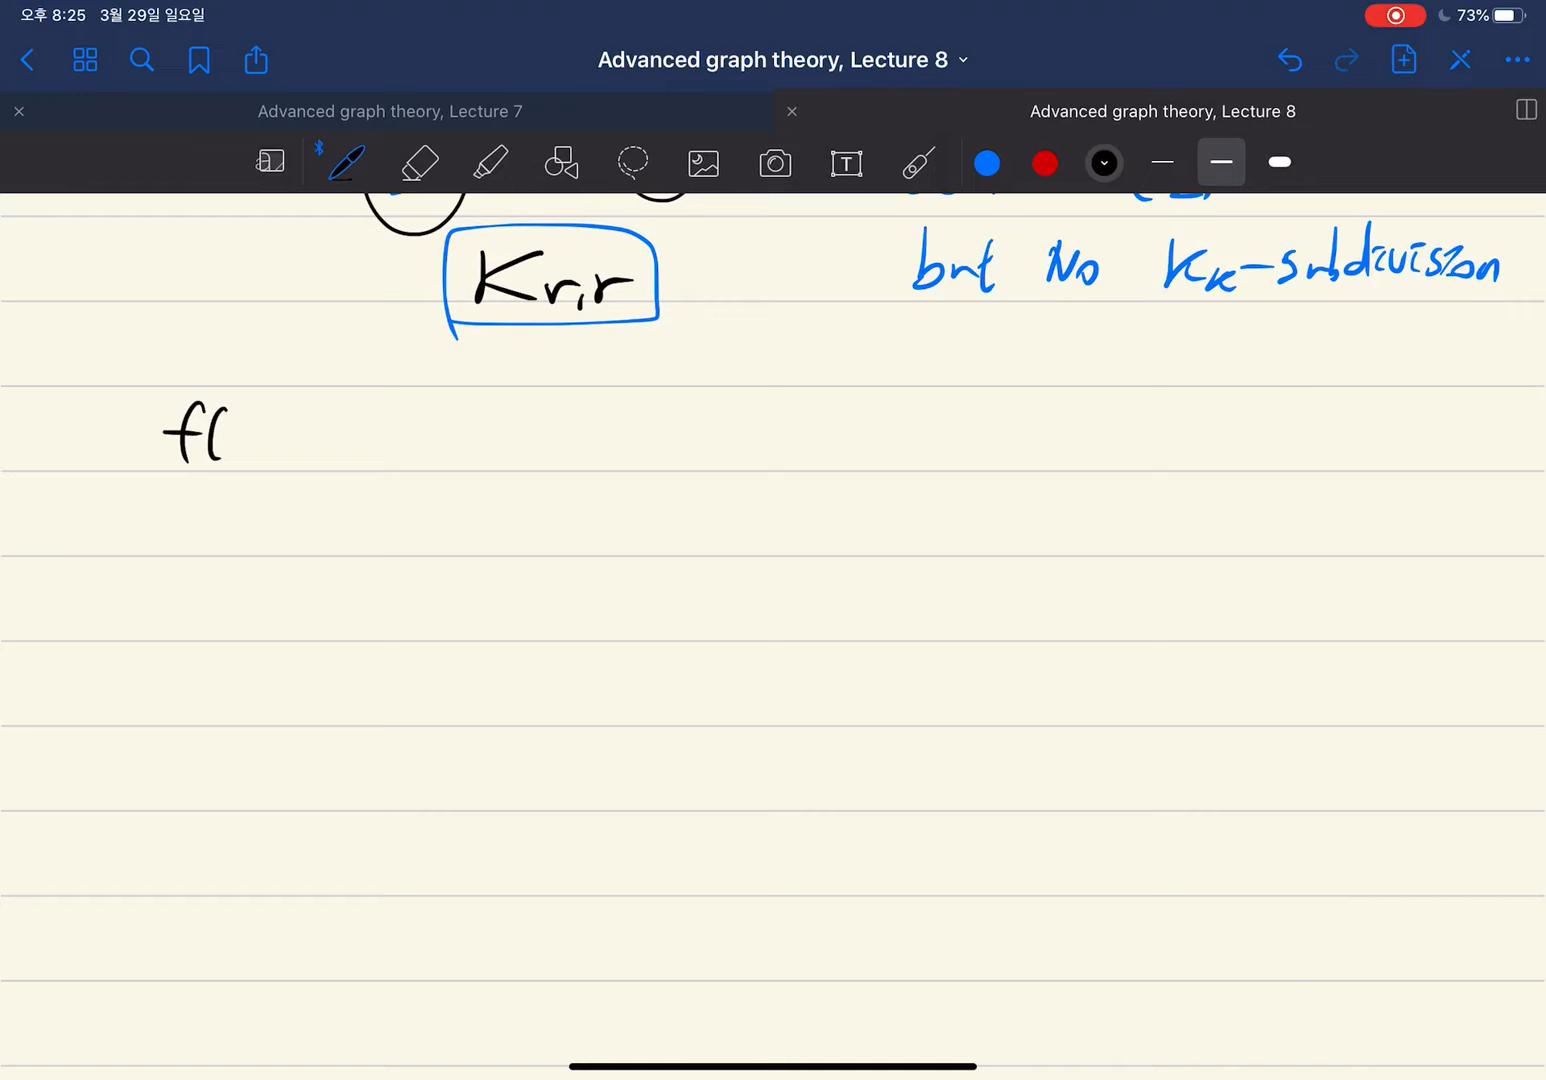 오후 8:25 3월 29일 일요일 73%
Advanced graph theory, Lecture 8
Advanced graph theory, Lecture 7
Advanced graph theory, Lecture 8
T
but No Kk-subdivision
Kr,r
f(